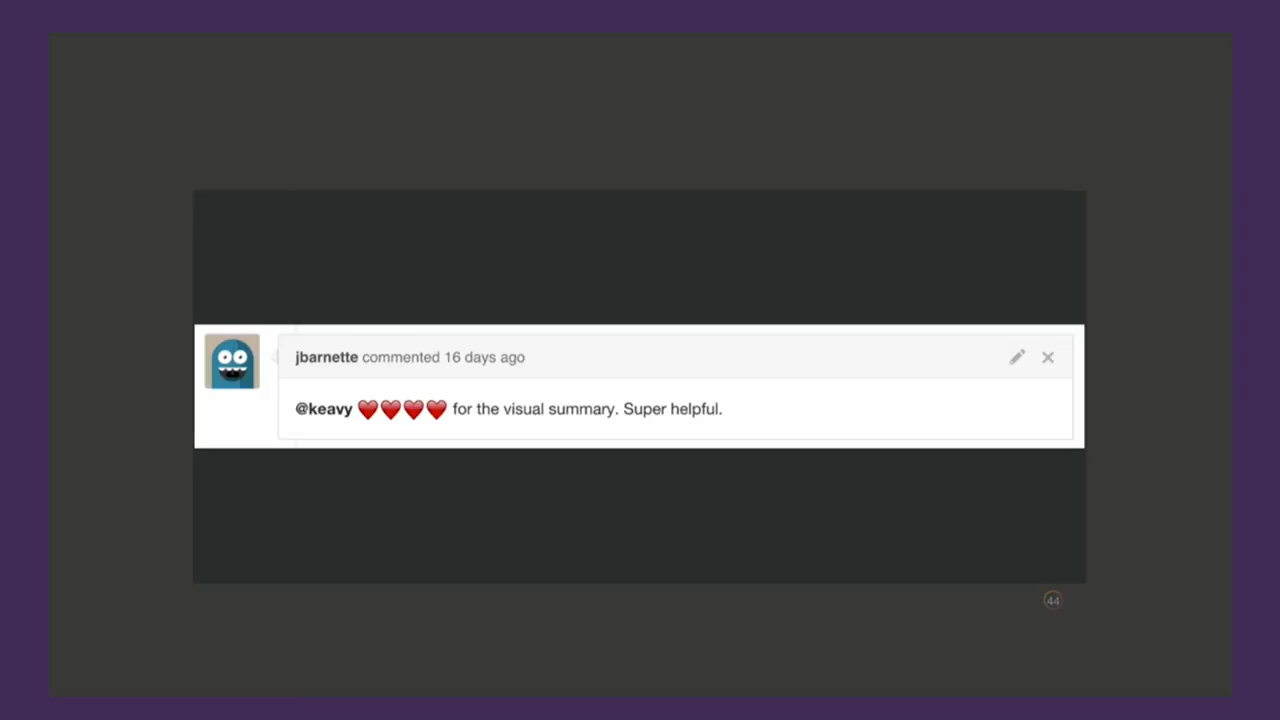 jbarnette commented 16 days ago
@keavy ❤️❤️❤️❤️ for the visual summary. Super helpful.
44